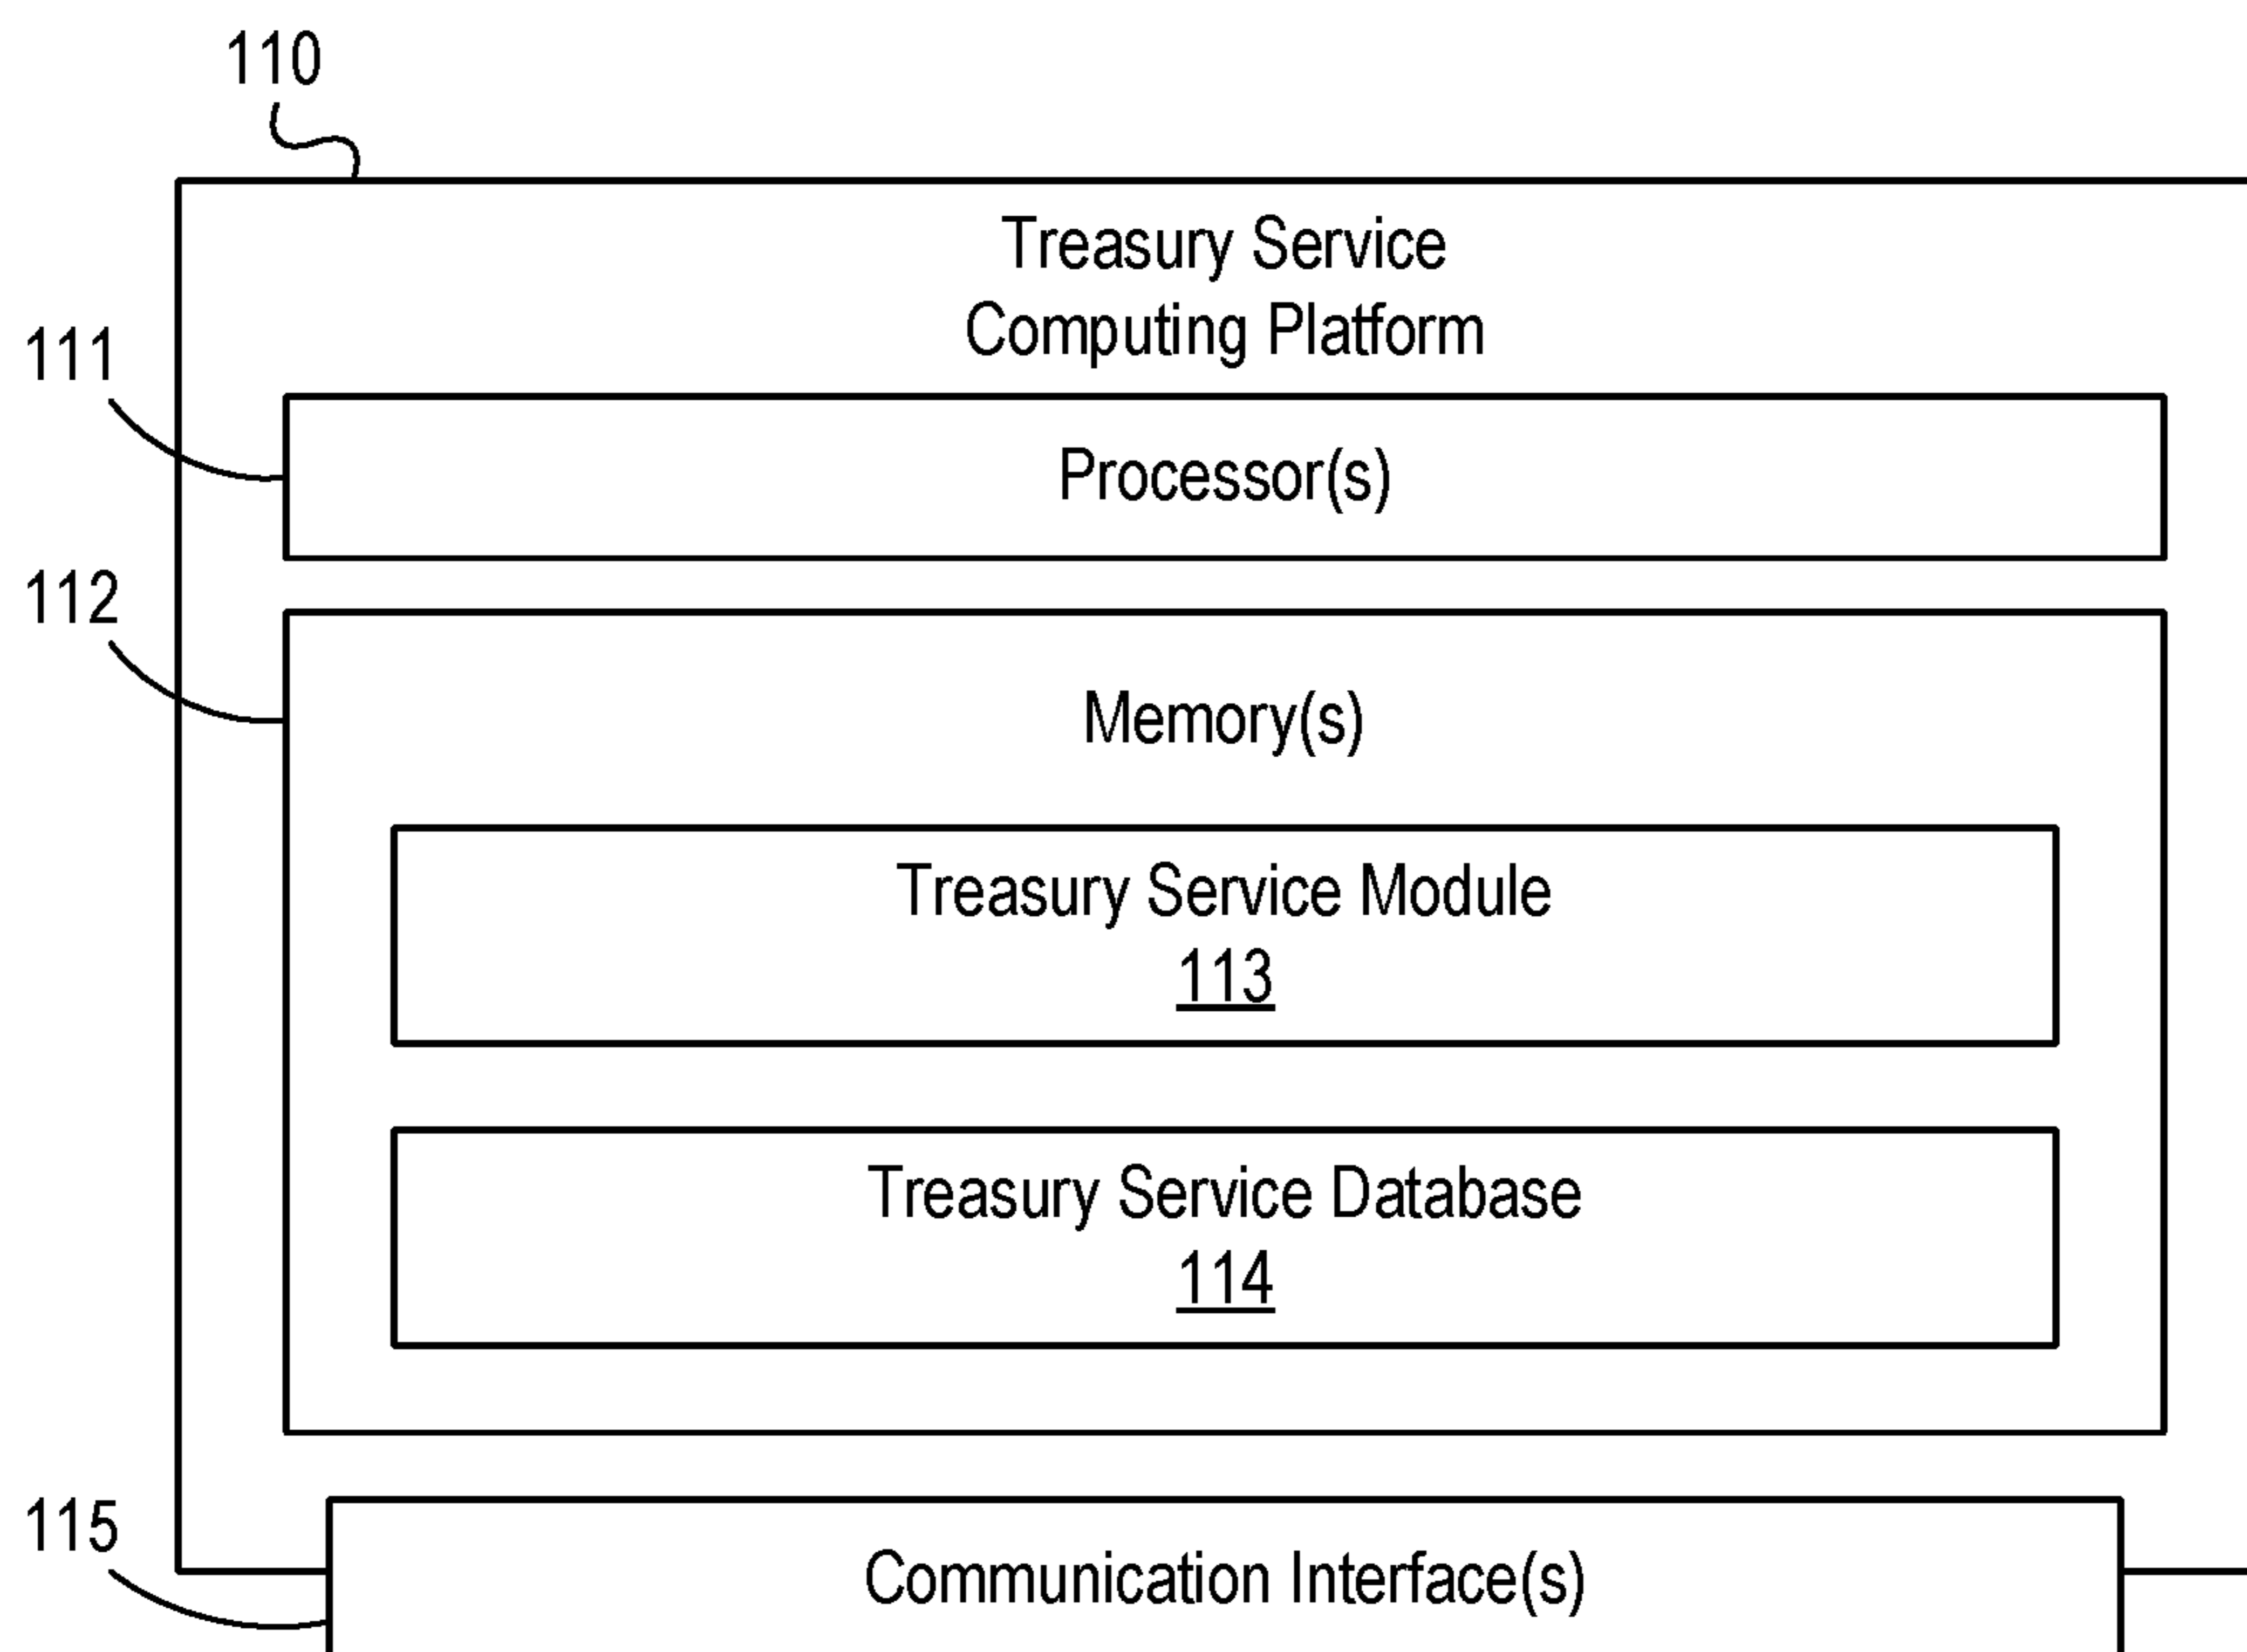 110
Treasury Service
Computing Platform
111
Processor(s)
112
Memory(s)
Treasury Service Module
113
Treasury Service Database
114
115
Communication Interface(s)